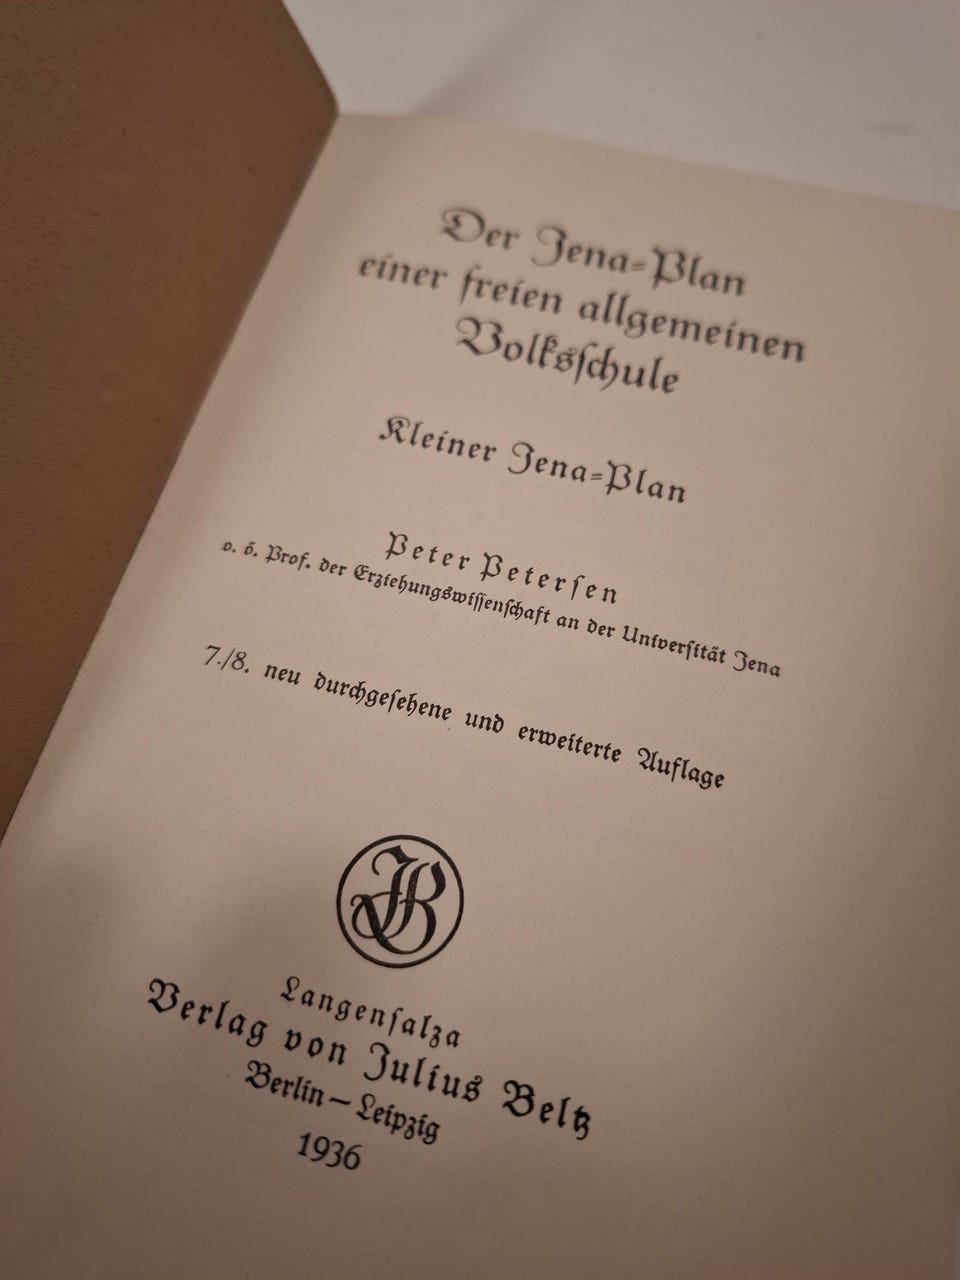 Der Jena-Plan
einer freien allgemeinen
Volksſchule
Kleiner Jena-Plan
Peter Peterſen
o. ö. Prof. der Erziehungswiſſenſchaft an der Univerſität Jena
7./8. neu durchgeſehene und erweiterte Auflage
JB
Langenſalza
Verlag von Julius Beltz
Berlin – Leipzig
1936